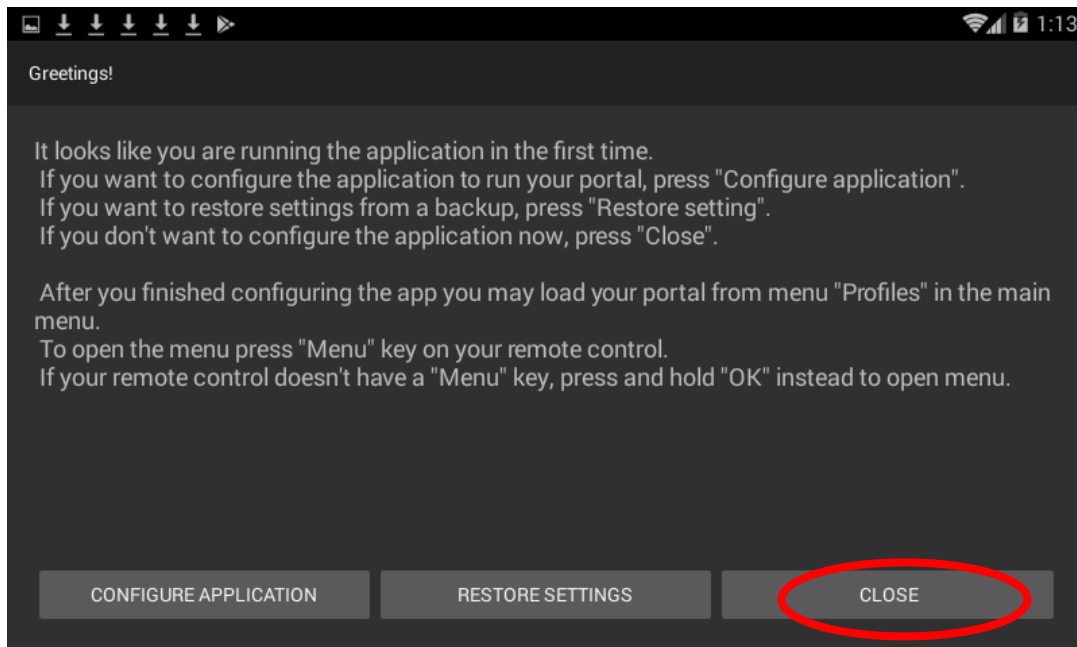 1:13
Greetings!
It looks like you are running the application in the first time.
If you want to configure the application to run your portal, press "Configure application".
If you want to restore settings from a backup, press "Restore setting".
If you don't want to configure the application now, press "Close".
After you finished configuring the app you may load your portal from menu "Profiles" in the main
menu.
To open the menu press "Menu" key on your remote control.
If your remote control doesn't have a "Menu" key, press and hold "OK" instead to open menu.
CONFIGURE APPLICATION
RESTORE SETTINGS
CLOSE